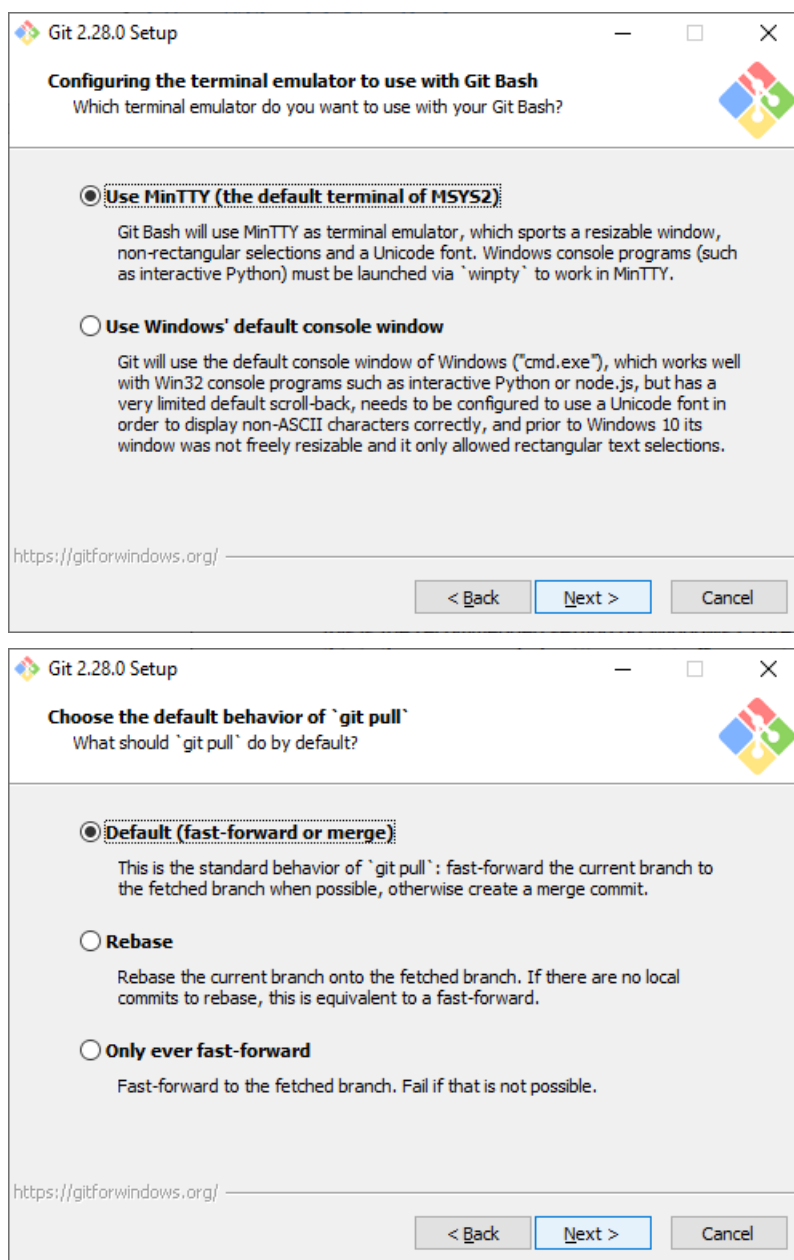 Git 2.28.0 Setup
Configuring the terminal emulator to use with Git Bash
Which terminal emulator do you want to use with your Git Bash?
Use MinTTY (the default terminal of MSYS2)
Git Bash will use MinTTY as terminal emulator, which sports a resizable window,
non-rectangular selections and a Unicode font. Windows console programs (such
as interactive Python) must be launched via `winpty` to work in MinTTY.
Use Windows' default console window
Git will use the default console window of Windows ("cmd.exe"), which works well
with Win32 console programs such as interactive Python or node.js, but has a
very limited default scroll-back, needs to be configured to use a Unicode font in
order to display non-ASCII characters correctly, and prior to Windows 10 its
window was not freely resizable and it only allowed rectangular text selections.
https://gitforwindows.org/
< Back Next > Cancel
Git 2.28.0 Setup
Choose the default behavior of `git pull`
What should `git pull` do by default?
Default (fast-forward or merge)
This is the standard behavior of `git pull`: fast-forward the current branch to
the fetched branch when possible, otherwise create a merge commit.
Rebase
Rebase the current branch onto the fetched branch. If there are no local
commits to rebase, this is equivalent to a fast-forward.
Only ever fast-forward
Fast-forward to the fetched branch. Fail if that is not possible.
https://gitforwindows.org/
< Back Next > Cancel